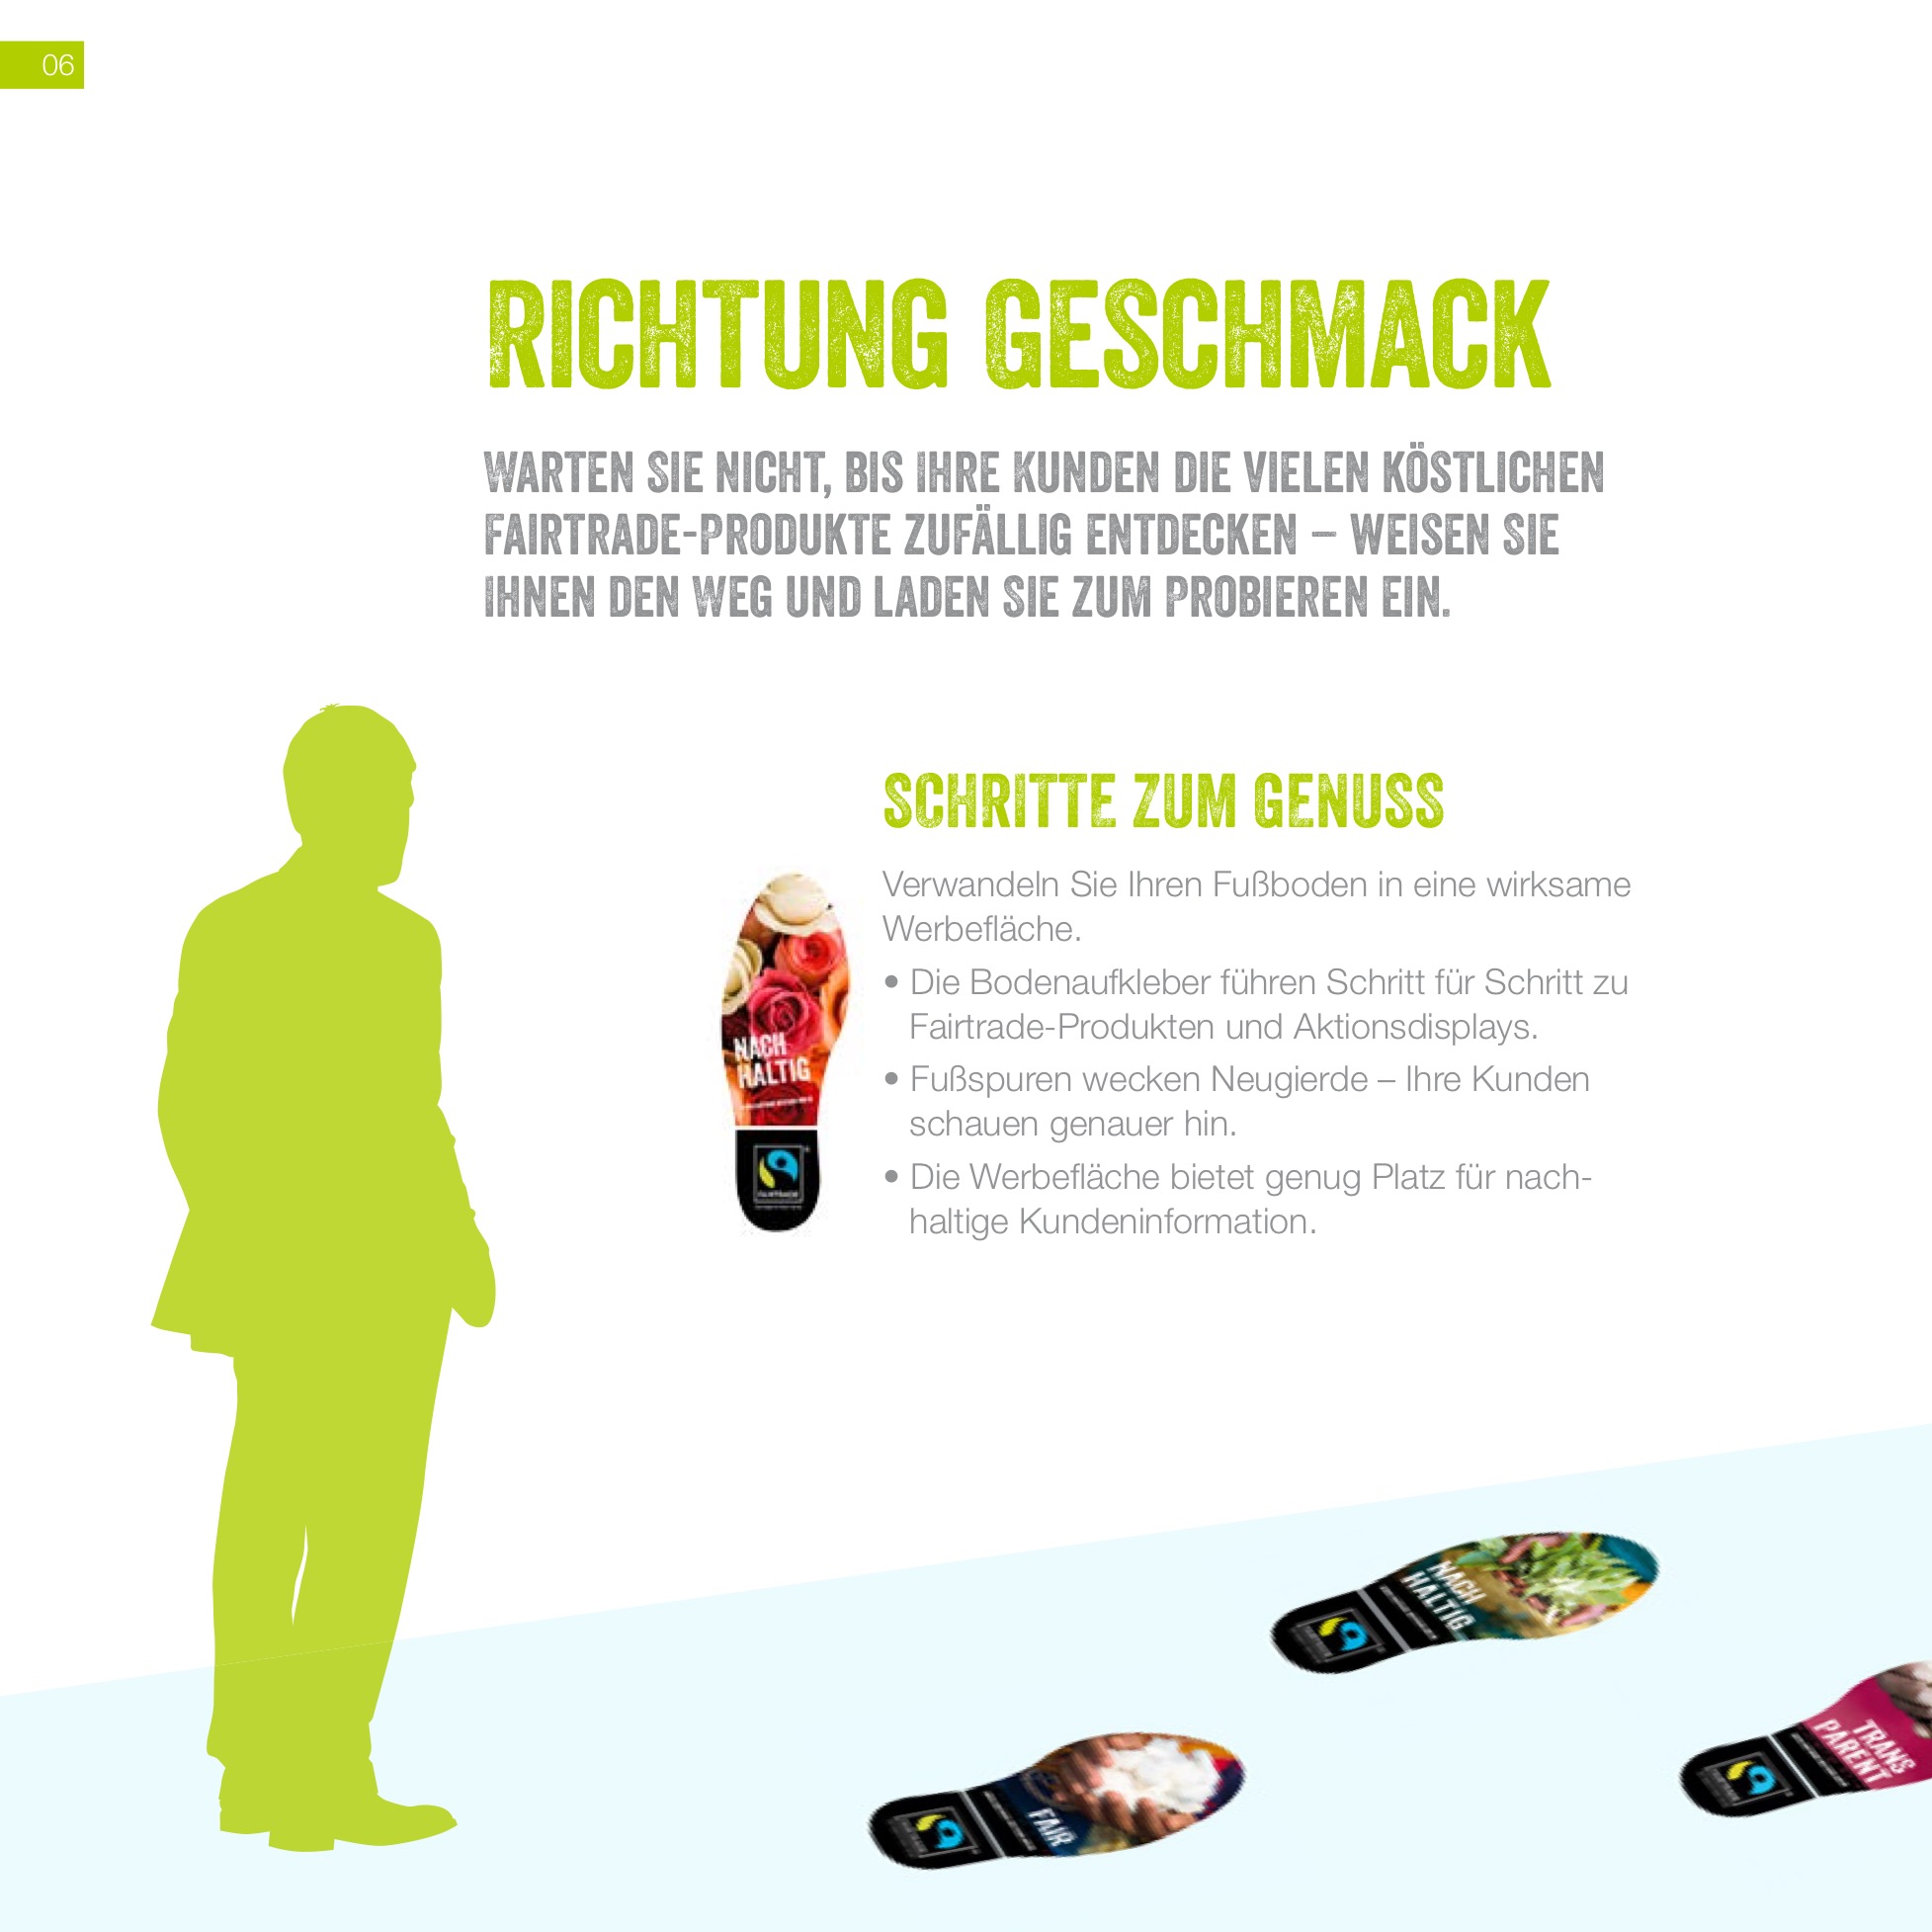 06
RICHTUNG GESCHMACK
WARTEN SIE NICHT, BIS IHRE KUNDEN DIE VIELEN KÖSTLICHEN
FAIRTRADE-PRODUKTE ZUFÄLLIG ENTDECKEN – WEISEN SIE
IHNEN DEN WEG UND LADEN SIE ZUM PROBIEREN EIN.
SCHRITTE ZUM GENUSS
Verwandeln Sie Ihren Fußboden in eine wirksame
Werbefläche.
• Die Bodenaufkleber führen Schritt für Schritt zu
Fairtrade-Produkten und Aktionsdisplays.
• Fußspuren wecken Neugierde – Ihre Kunden
schauen genauer hin.
• Die Werbefläche bietet genug Platz für nach-
haltige Kundeninformation.
NACH
HALTIG
FAIRTRADE
NACH
HALTIG
TRANS
PARENT
FAIR